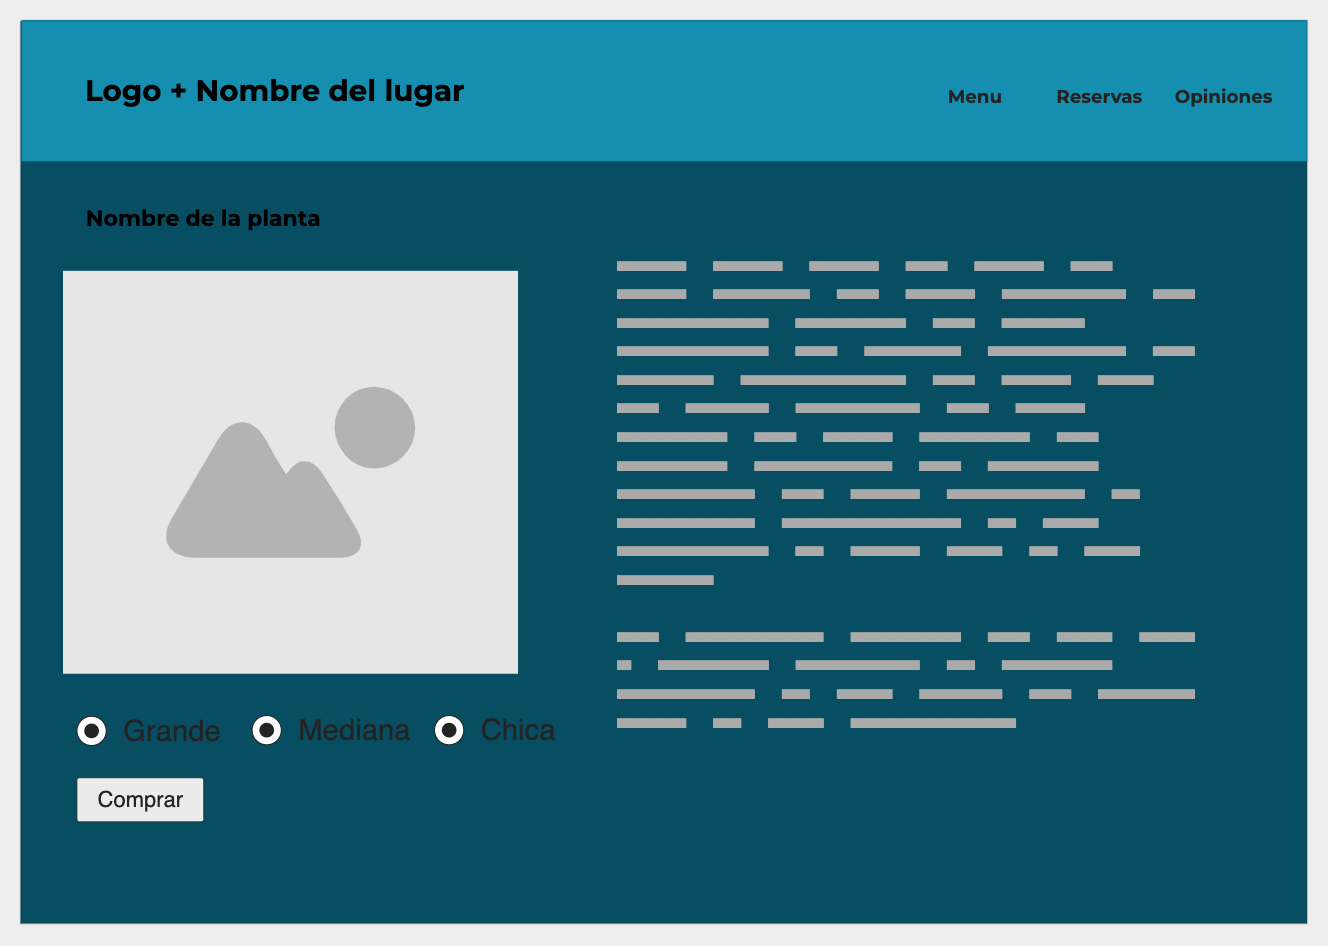 Logo + Nombre del lugar
Menu Reservas Opiniones
Nombre de la planta
Grande Mediana Chica
Comprar